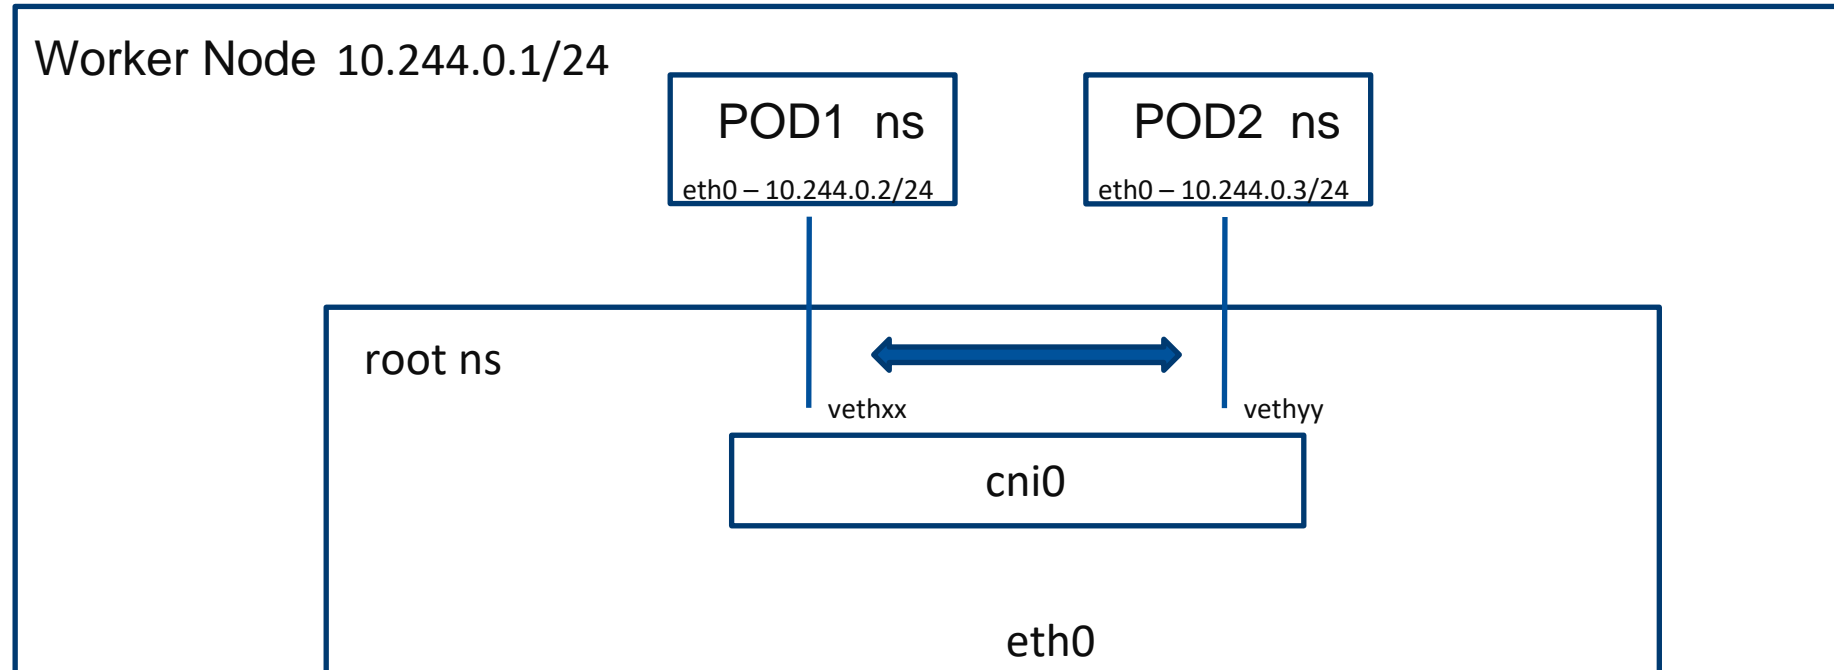 Worker Node 10.244.0.1/24
POD1 ns
eth0 – 10.244.0.2/24
POD2 ns
eth0 – 10.244.0.3/24
root ns
vethxx
vethyy
cni0
eth0